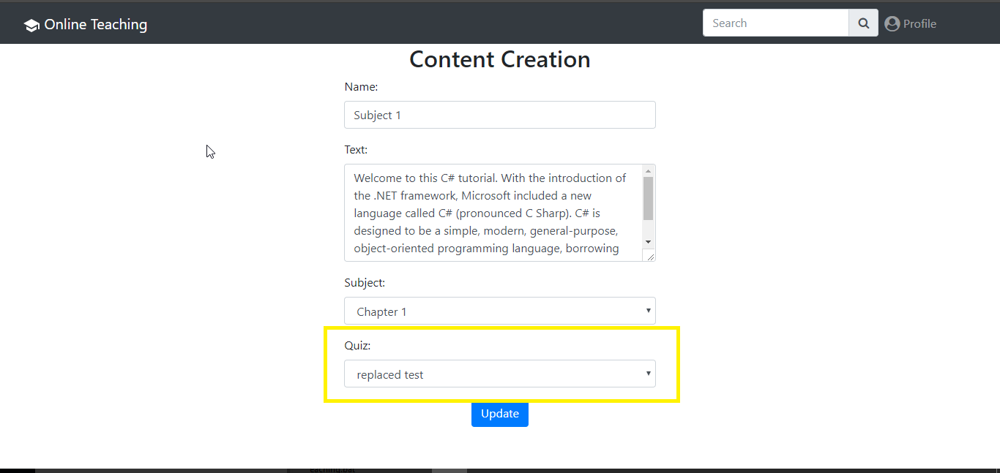 Online Teaching
Search
Profile
Content Creation
Name:
Subject 1
Text:
Welcome to this C# tutorial. With the introduction of
the .NET framework, Microsoft included a new
language called C# (pronounced C Sharp). C# is
designed to be a simple, modern, general-purpose,
object-oriented programming language, borrowing
Subject:
Chapter 1
Quiz:
replaced test
Update
eaching.bat